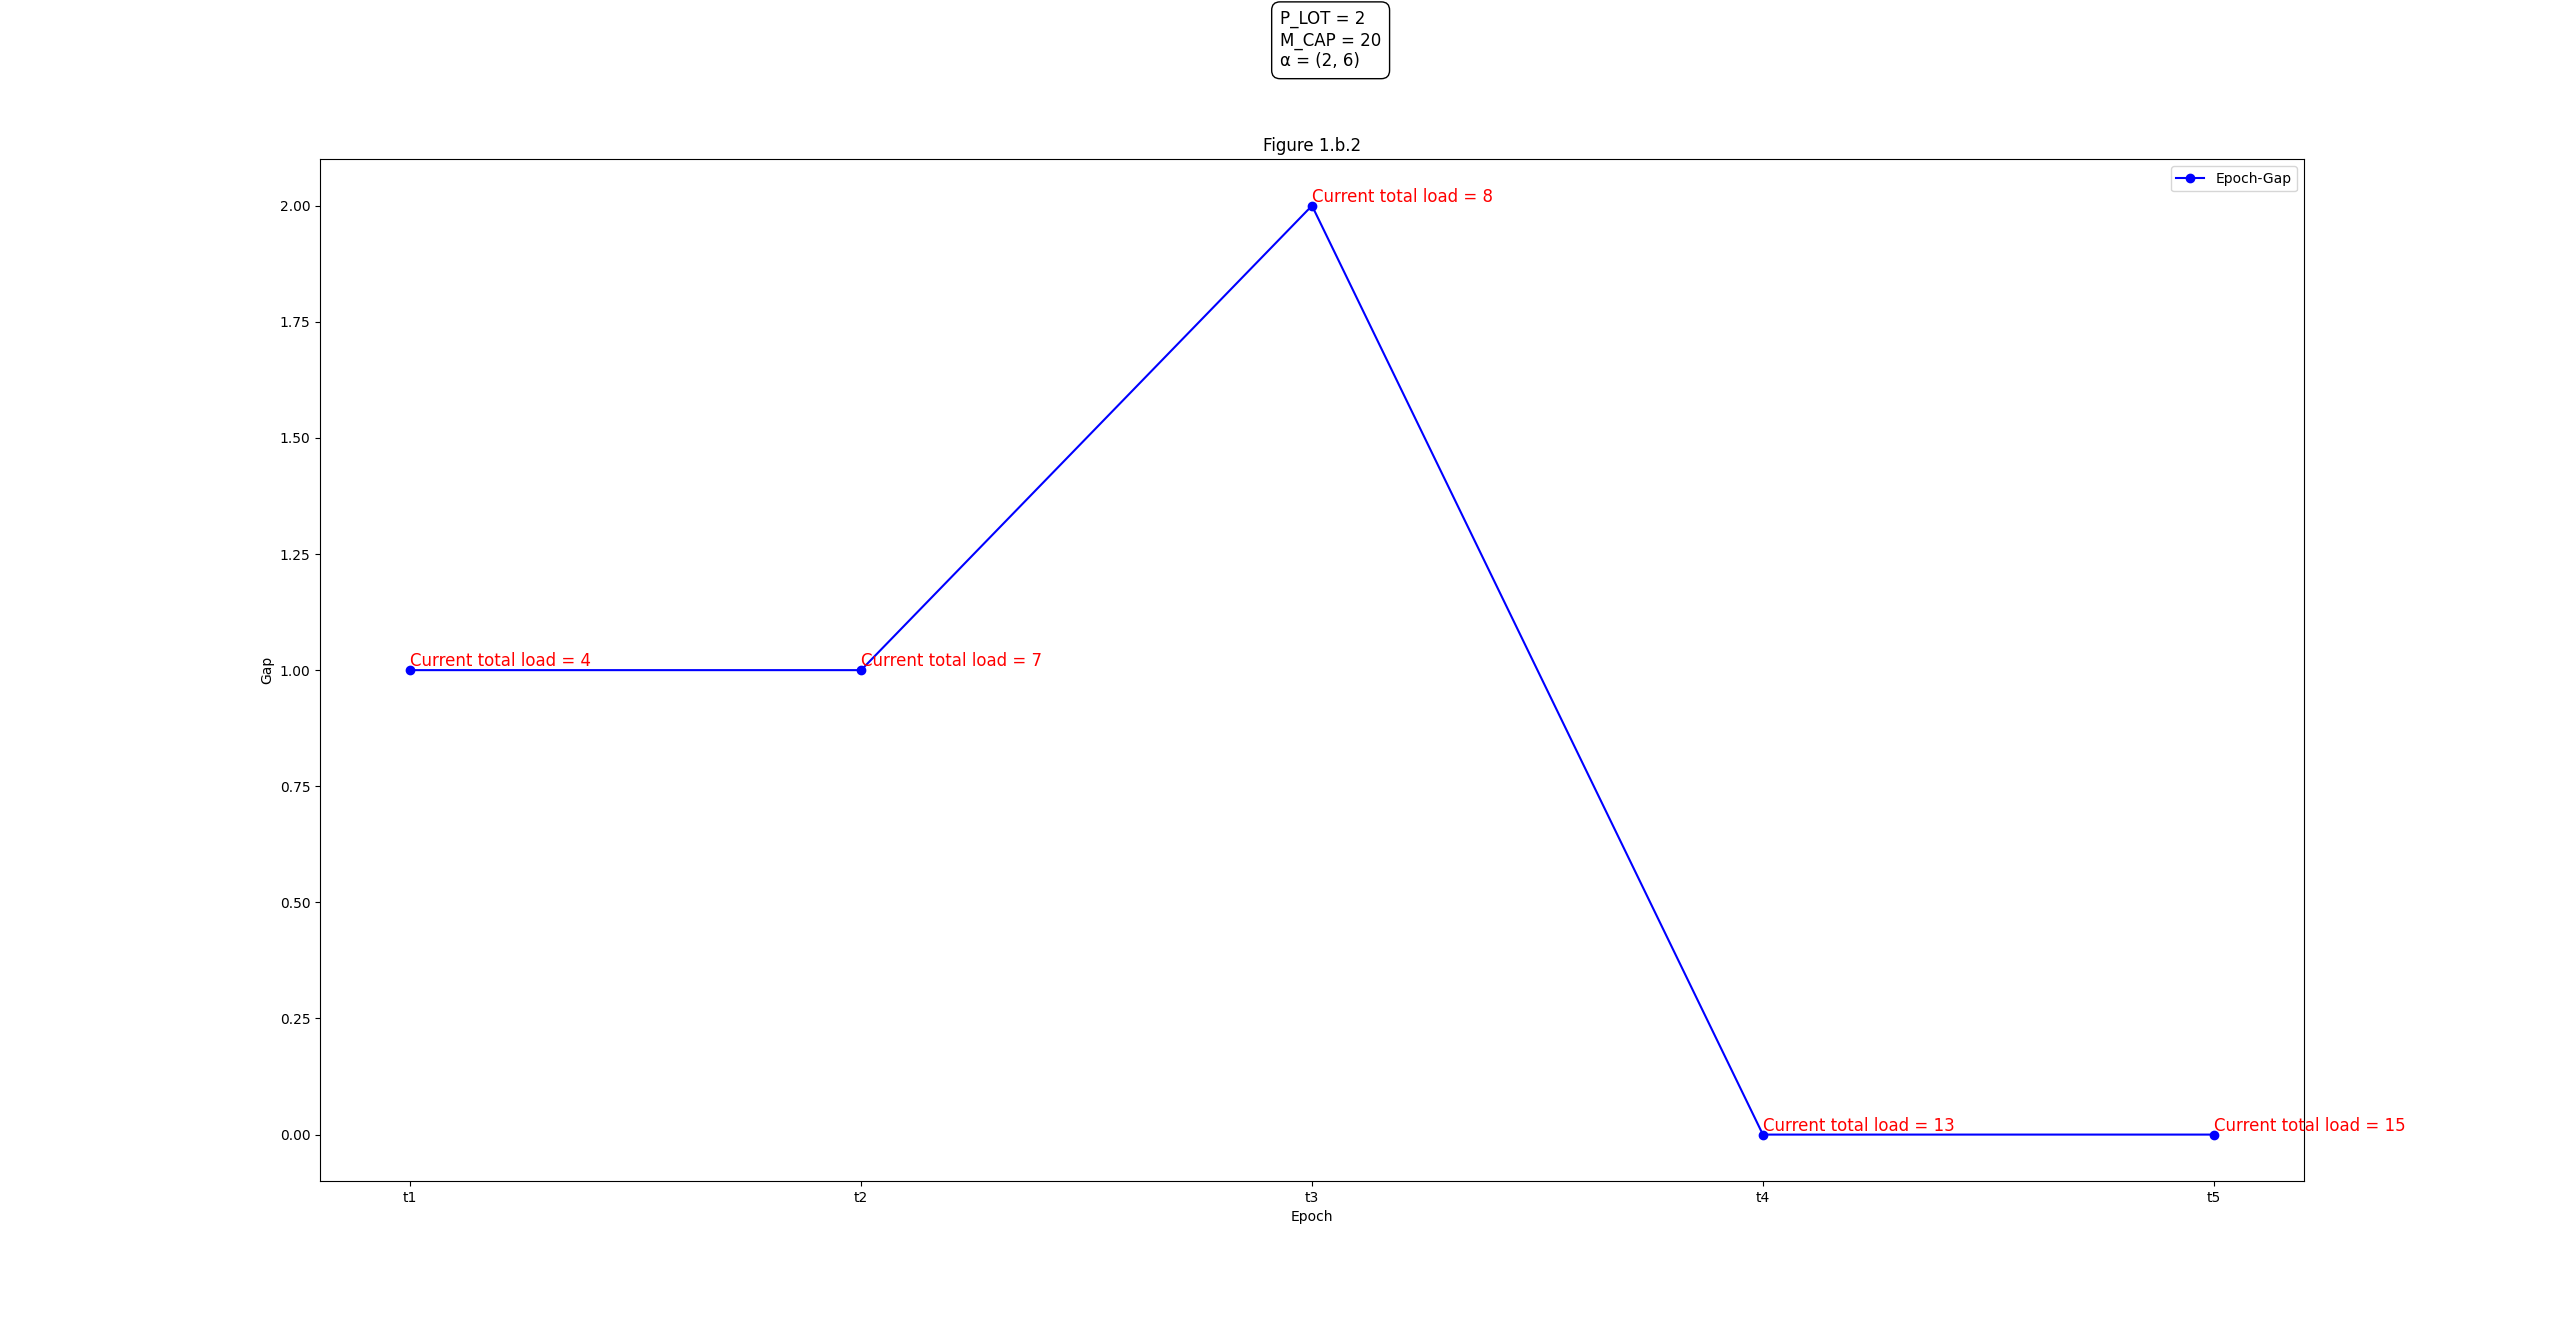 P_LOT = 2
M_CAP = 20
α = (2, 6)
Figure 1.b.2
Epoch-Gap
Current total load = 8
2.00
1.75
1.50
1.25
Current total load = 4
Current total load = 7
1.00
Gap
0.75
0.50
0.25
Current total load = 13
Current total load = 15
0.00
t1
t2
t3
t4
t5
Epoch